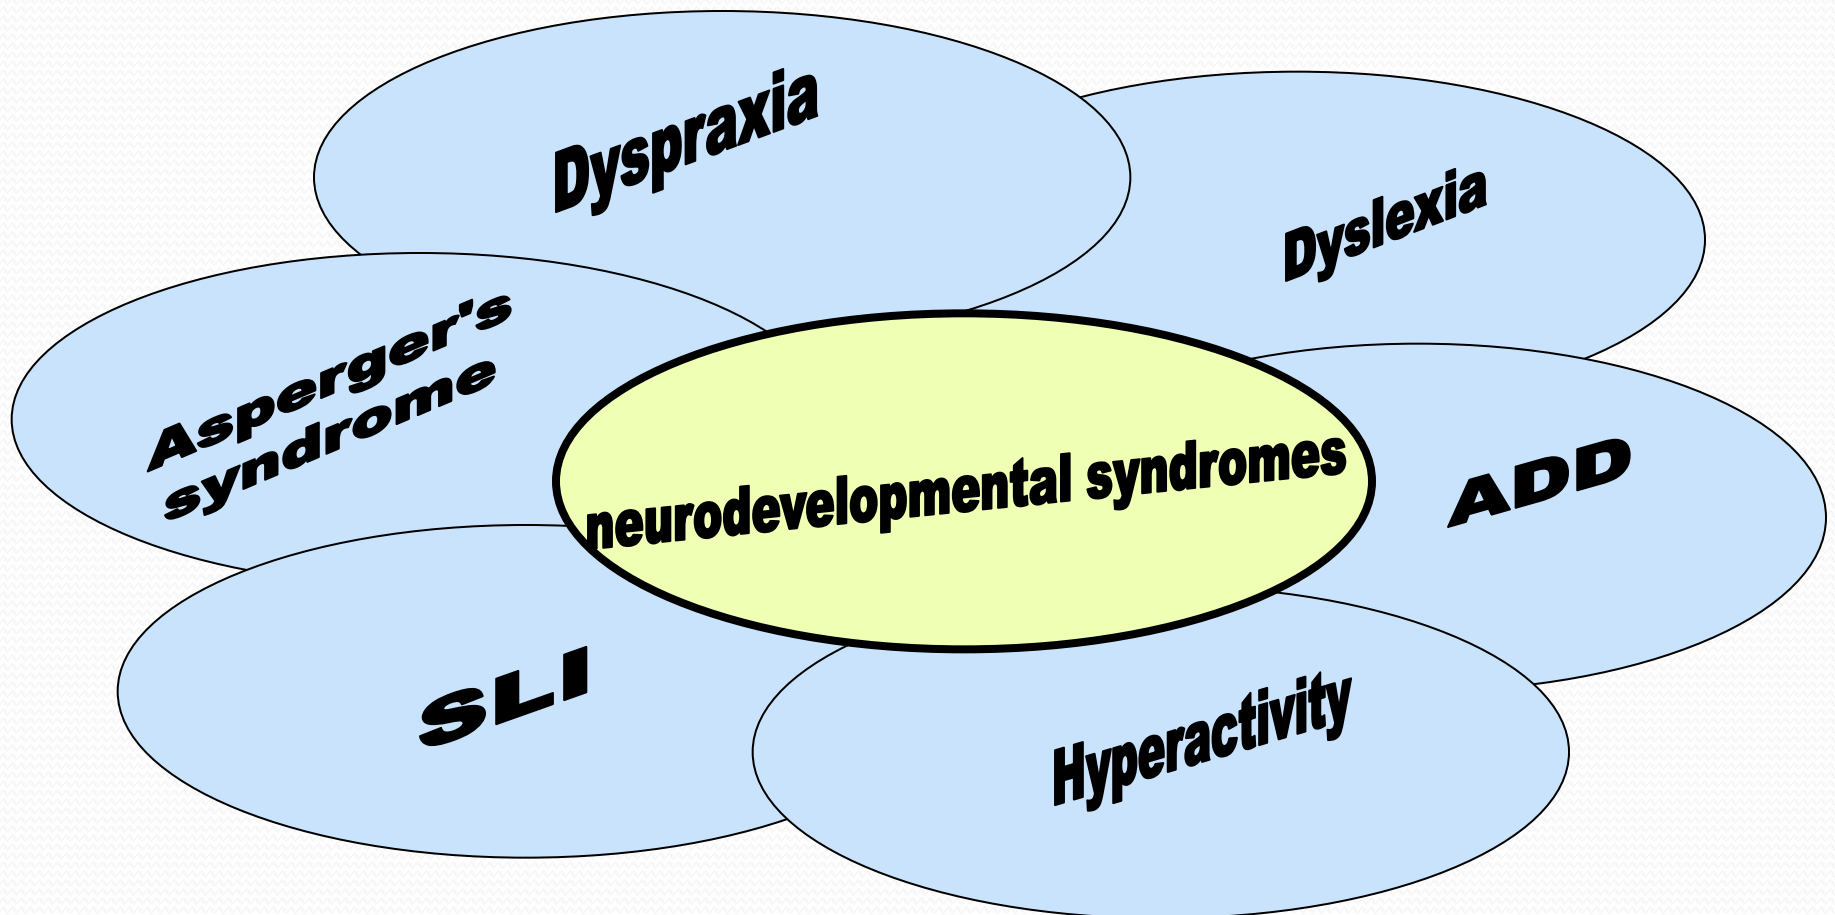 Dyspraxia
Dyslexia
Asperger's
syndrome
neurodevelopmental syndromes
ADD
SLI
Hyperactivity